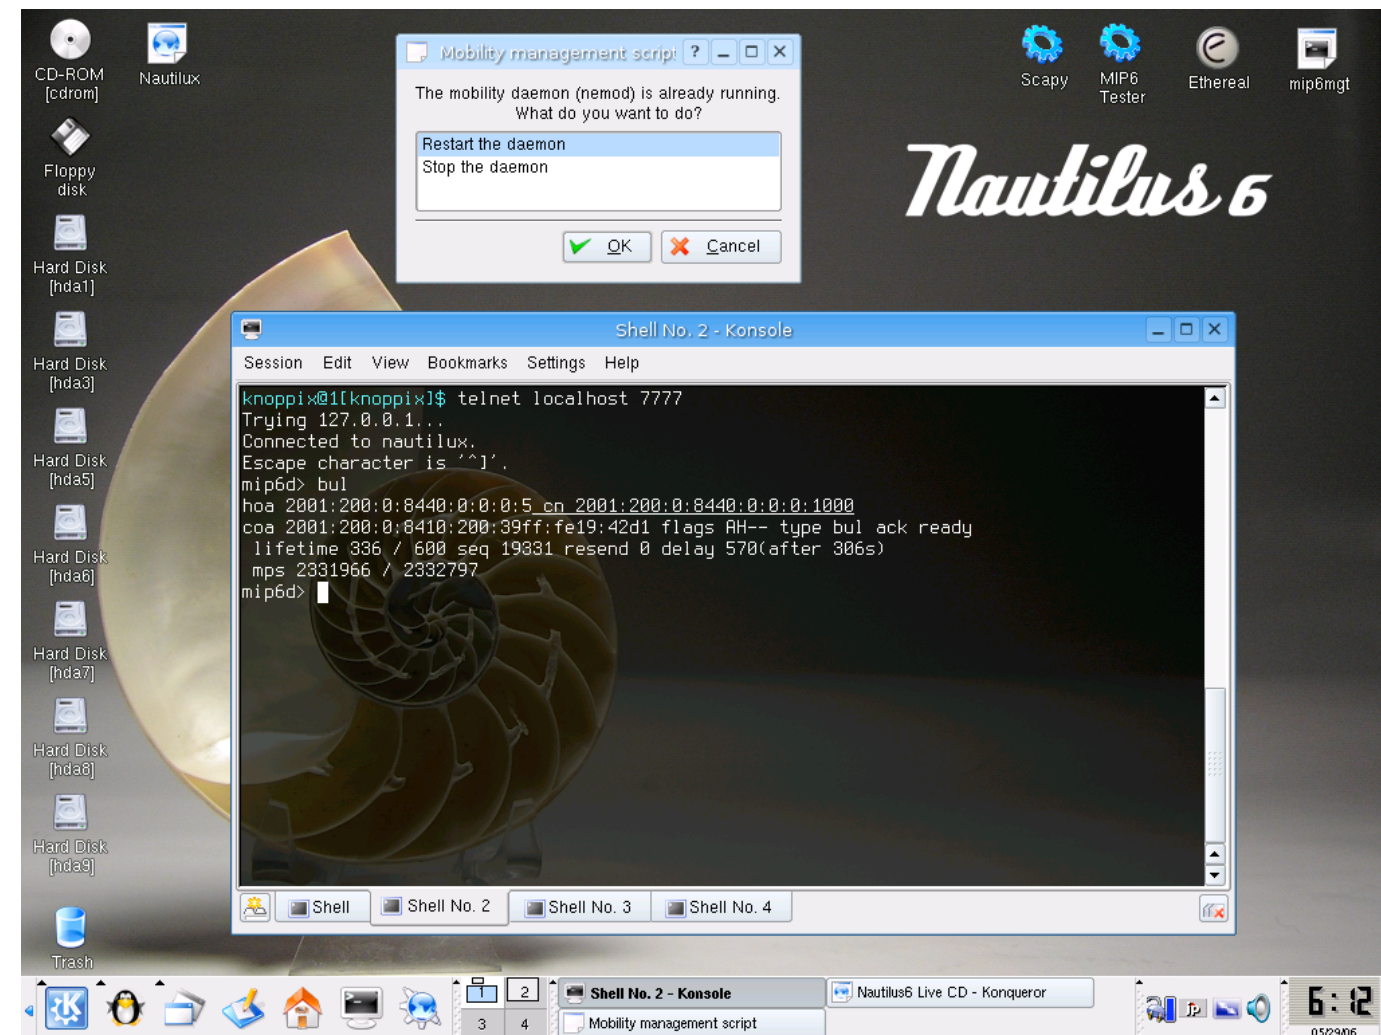 CD-ROM
[cdrom]
Nautilux
Floppy
disk
Hard Disk
[hda1]
Hard Disk
[hda3]
Hard Disk
[hda5]
Hard Disk
[hda6]
Hard Disk
[hda7]
Hard Disk
[hda8]
Hard Disk
[hda9]
Trash
Mobility management script
The mobility daemon (nemod) is already running.
What do you want to do?
Restart the daemon
Stop the daemon
OK
Cancel
Scapy
MIP6
Tester
Ethereal
mip6mgt
Nautilus 6
Shell No. 2 - Konsole
Session Edit View Bookmarks Settings Help
knoppix@1[knoppix]$ telnet localhost 7777
Trying 127.0.0.1...
Connected to nautilux.
Escape character is '^]'.
mip6d> bul
hoa 2001:200:0:8440:0:0:0:5 cn 2001:200:0:8440:0:0:0:1000
coa 2001:200:0:8410:200:39ff:fe19:42d1 flags AH-- type bul ack ready
lifetime 336 / 600 seq 19331 resend 0 delay 570(after 306s)
mps 2331966 / 2332797
mip6d>
Shell
Shell No. 2
Shell No. 3
Shell No. 4
1 2
3 4
Shell No. 2 - Konsole
Nautilus6 Live CD - Konqueror
Mobility management script
jp
6:12
05/29/06